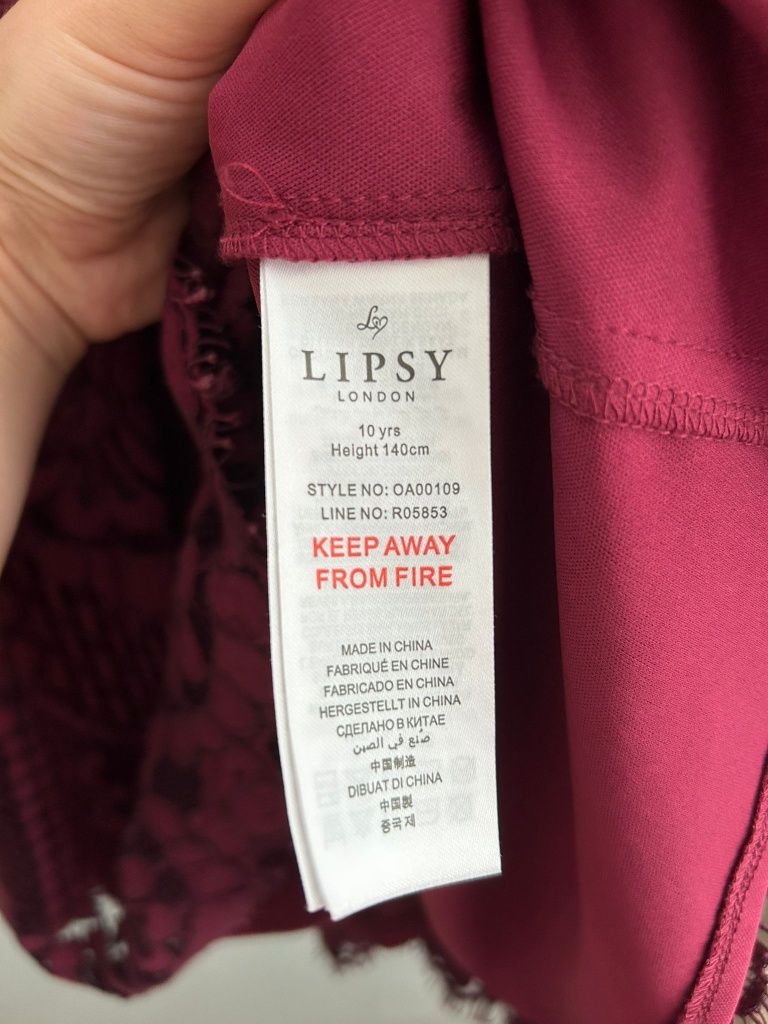 LIPSY
LONDON
10 yrs
Height 140cm
STYLE NO: OA00109
LINE NO: R05853
KEEP AWAY
FROM FIRE
MADE IN CHINA
FABRIQUÉ EN CHINE
FABRICADO EN CHINA
HERGESTELLT IN CHINA
СДЕЛАНО В КИТАЕ
صُنع في الصين
中国制造
DIBUAT DI CHINA
中国製
중국제